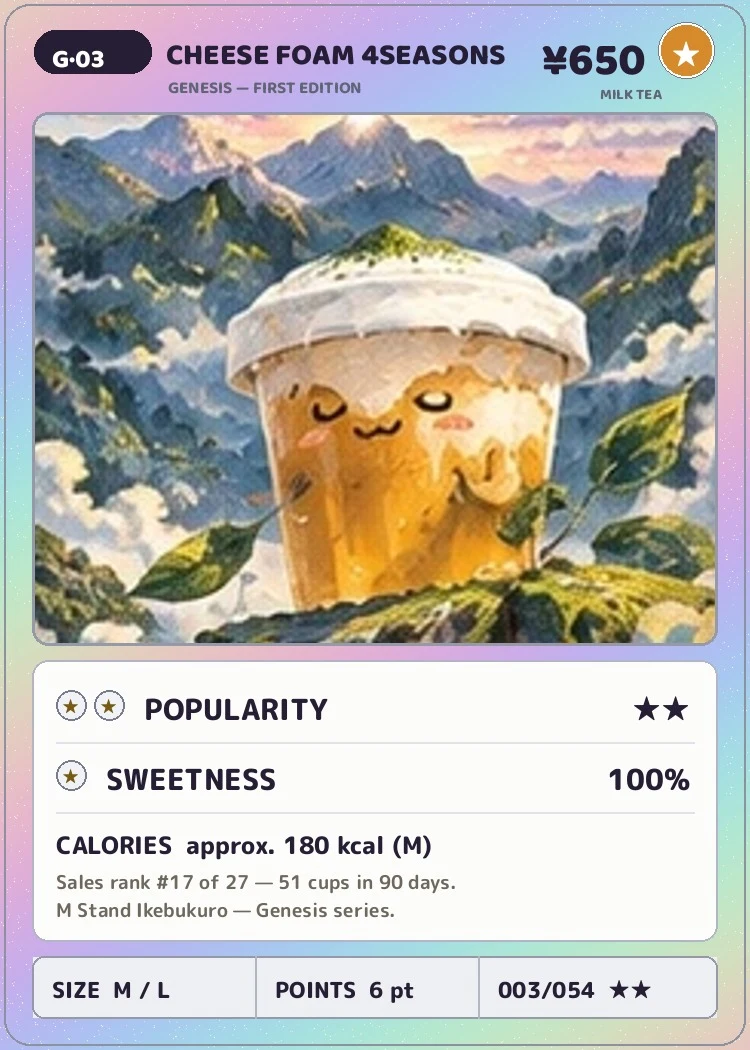 G·03
CHEESE FOAM 4SEASONS
¥650 ★
GENESIS — FIRST EDITION
MILK TEA
★ ★ POPULARITY ★★
★ SWEETNESS 100%
CALORIES approx. 180 kcal (M)
Sales rank #17 of 27 — 51 cups in 90 days.
M Stand Ikebukuro — Genesis series.
SIZE M / L
POINTS 6 pt
003/054 ★★